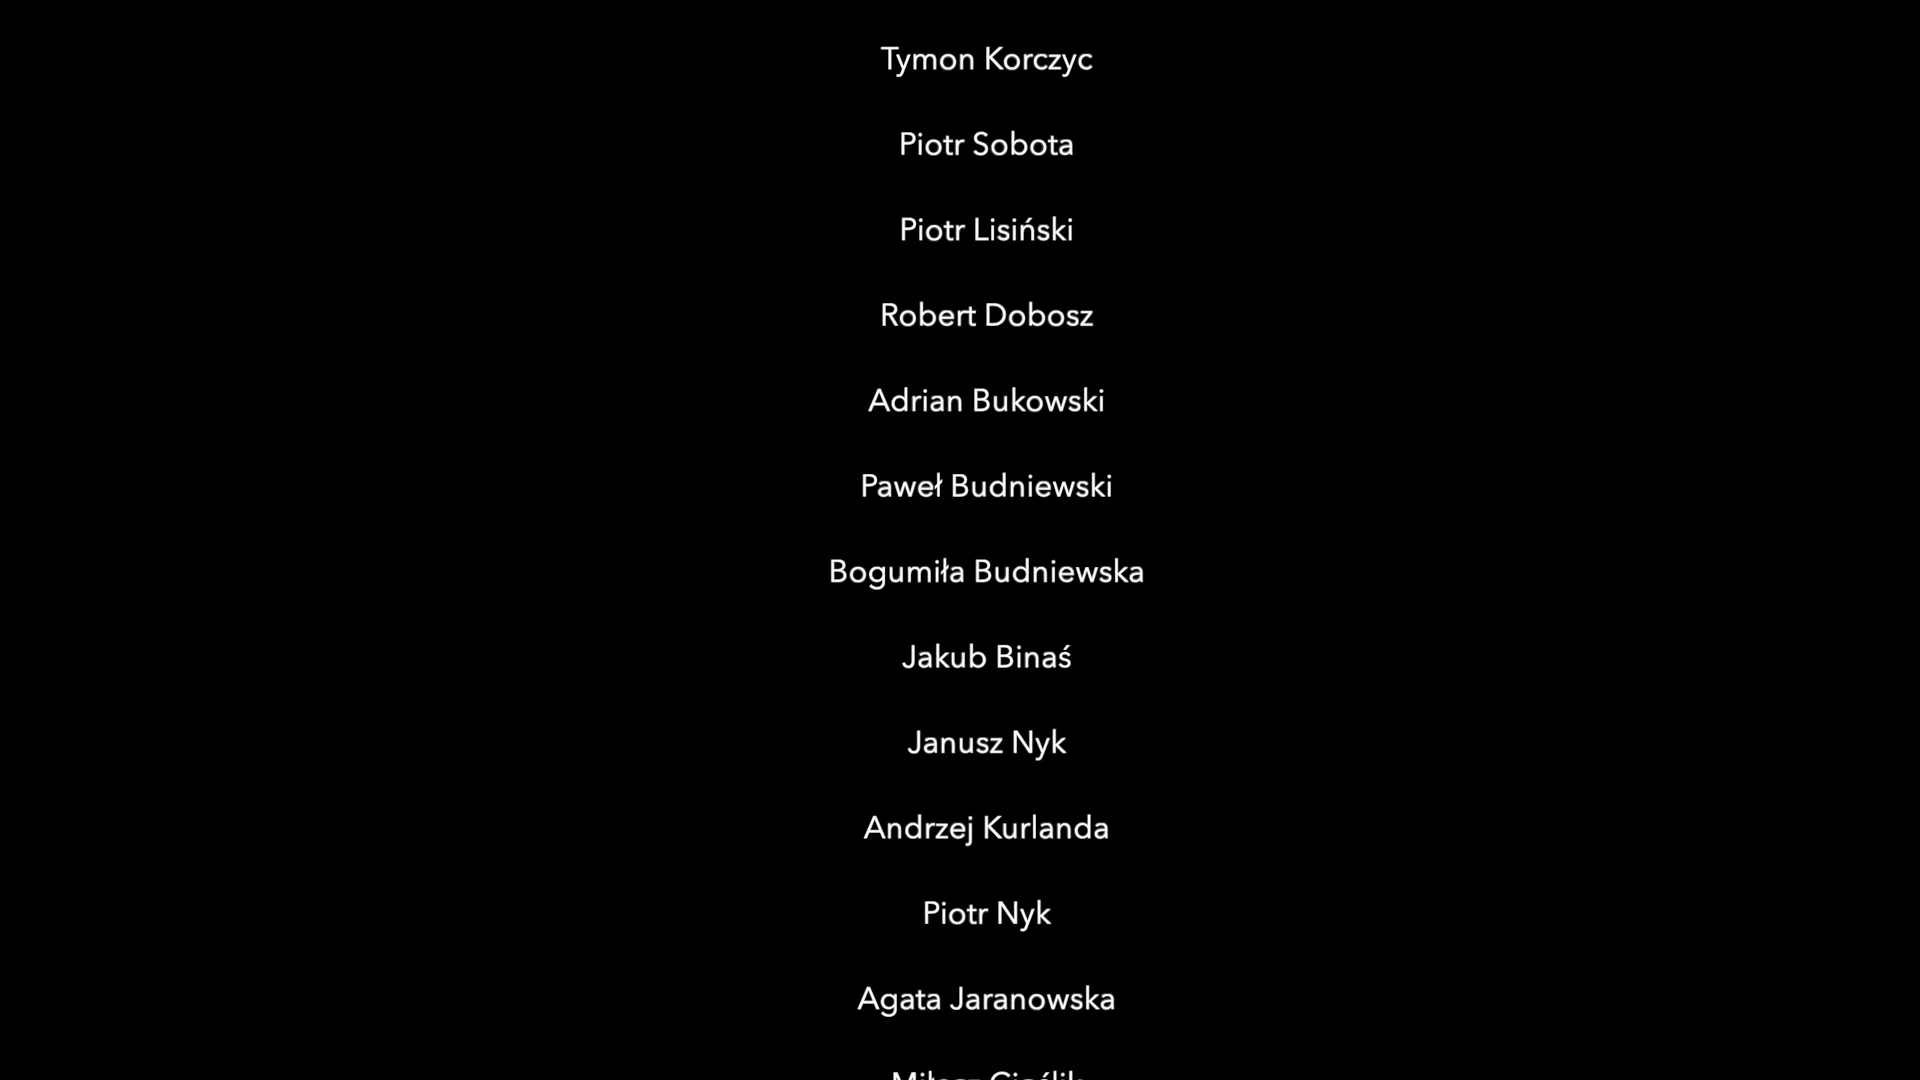 Tymon Korczyc
Piotr Sobota
Piotr Lisiński
Robert Dobosz
Adrian Bukowski
Paweł Budniewski
Bogumiła Budniewska
Jakub Binaś
Janusz Nyk
Andrzej Kurlanda
Piotr Nyk
Agata Jaranowska